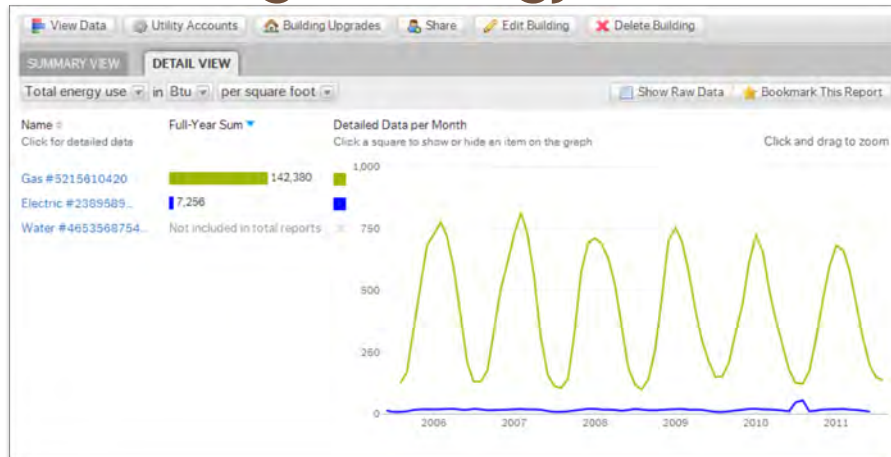 View Data Utility Accounts Building Upgrades Share Edit Building Delete Building
SUMMARY VIEW DETAIL VIEW
Total energy use in Btu per square foot Show Raw Data Bookmark This Report
Name Full-Year Sum Detailed Data per Month
Click for detailed data Click a square to show or hide an item on the graph Click and drag to zoom
Gas #5215610420 142,380
Electric #2389589... 7,256
Water #4653568754... Not included in total reports
1,000
750
500
250
0
2006 2007 2008 2009 2010 2011